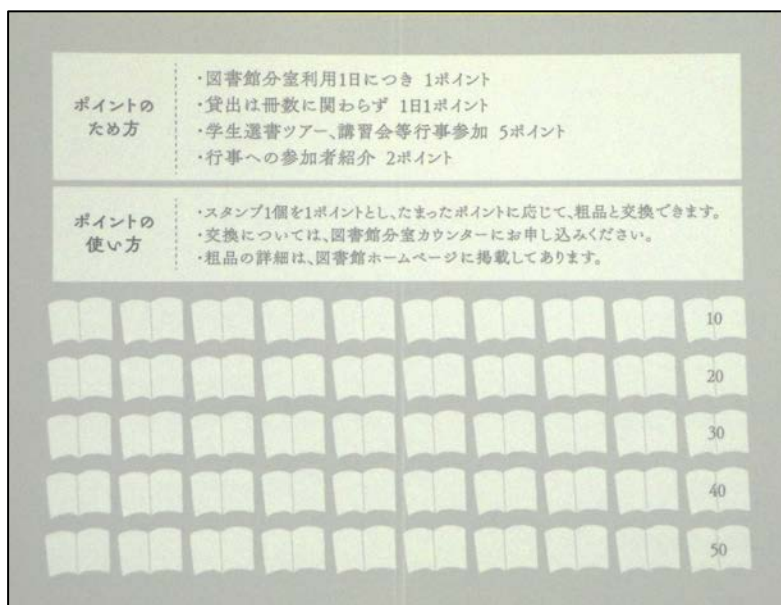 ポイントの
ため方
・図書館分室利用1日につき 1ポイント
・貸出は冊数に関わらず 1日1ポイント
・学生選書ツアー、講習会等行事参加 5ポイント
・行事への参加者紹介 2ポイント
ポイントの
使い方
・スタンプ1個を1ポイントとし、たまったポイントに応じて、粗品と交換できます。
・交換については、図書館分室カウンターにお申し込みください。
・粗品の詳細は、図書館ホームページに掲載してあります。
10
20
30
40
50